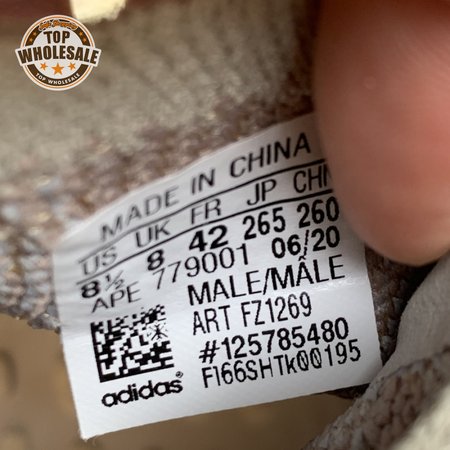 TOP
WHOLESALE
TOP WHOLESALE
MADE IN CHINA
US UK FR JP CHN
8½ 8 42 265 260
APE 779001 06/20
MALE/MÂLE
ART FZ1269
#125785480
F166SHTk00195
adidas